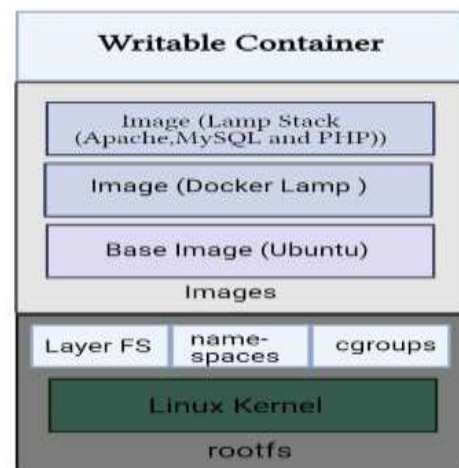 Writable Container
Image (Lamp Stack
(Apache,MySQL and PHP))
Image (Docker Lamp )
Base Image (Ubuntu)
Images
Layer FS
name-
spaces
cgroups
Linux Kernel
rootfs